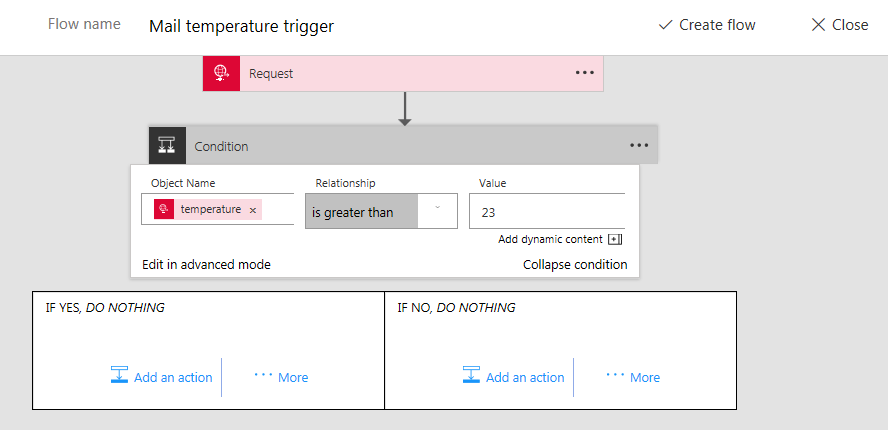 Flow name Mail temperature trigger Create flow Close
Request
Condition
Object Name Relationship Value
temperature is greater than 23
Add dynamic content
Edit in advanced mode Collapse condition
IF YES, DO NOTHING IF NO, DO NOTHING
Add an action More Add an action More